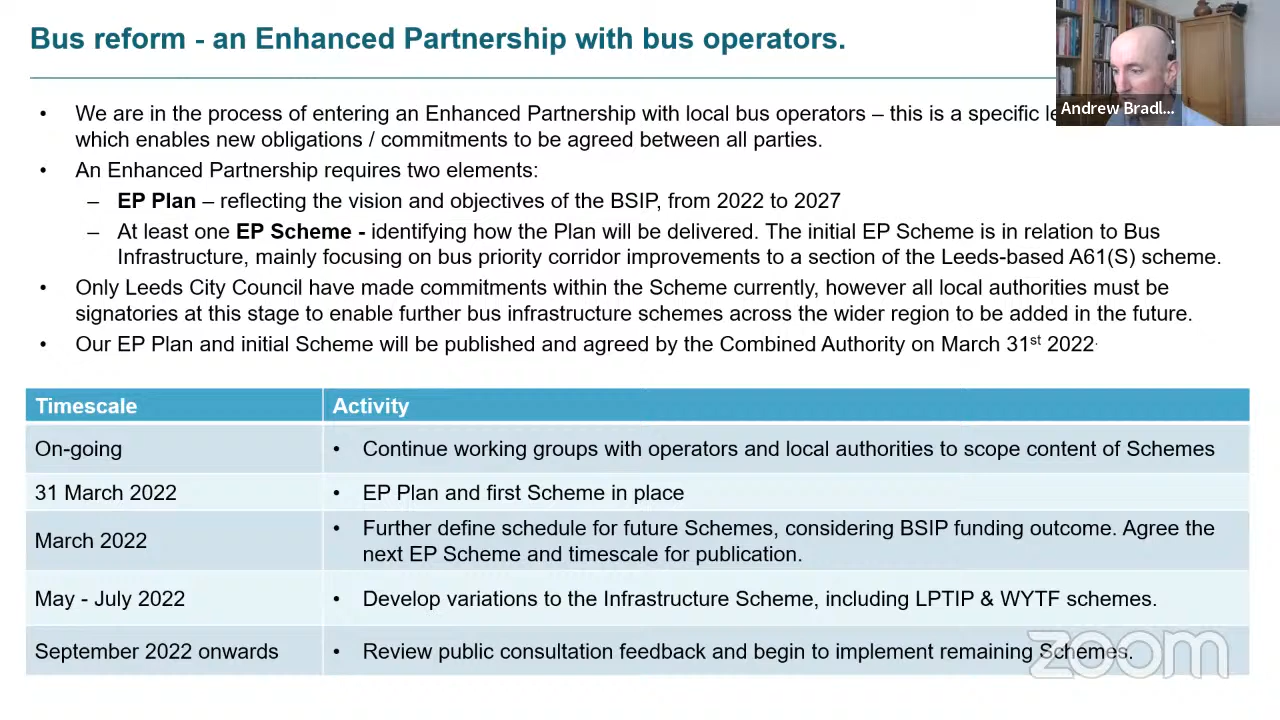 Bus reform - an Enhanced Partnership with bus operators.
Andrew Bradl...
• We are in the process of entering an Enhanced Partnership with local bus operators – this is a specific
which enables new obligations / commitments to be agreed between all parties.
• An Enhanced Partnership requires two elements:
– EP Plan – reflecting the vision and objectives of the BSIP, from 2022 to 2027
– At least one EP Scheme - identifying how the Plan will be delivered. The initial EP Scheme is in relation to Bus
Infrastructure, mainly focusing on bus priority corridor improvements to a section of the Leeds-based A61(S) scheme.
• Only Leeds City Council have made commitments within the Scheme currently, however all local authorities must be
signatories at this stage to enable further bus infrastructure schemes across the wider region to be added in the future.
• Our EP Plan and initial Scheme will be published and agreed by the Combined Authority on March 31st 2022.
Timescale Activity
On-going • Continue working groups with operators and local authorities to scope content of Schemes
31 March 2022 • EP Plan and first Scheme in place
March 2022 • Further define schedule for future Schemes, considering BSIP funding outcome. Agree the
next EP Scheme and timescale for publication.
May - July 2022 • Develop variations to the Infrastructure Scheme, including LPTIP & WYTF schemes.
September 2022 onwards • Review public consultation feedback and begin to implement remaining Schemes.
zoom